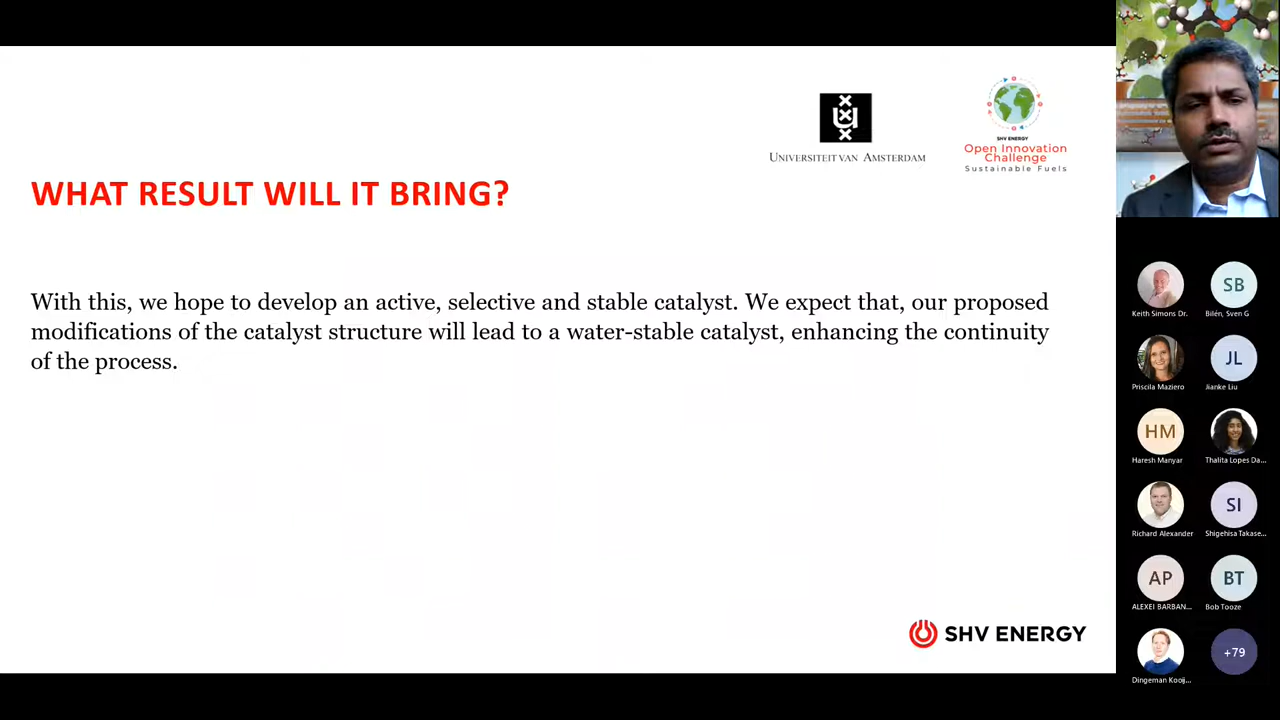 UNIVERSITEIT VAN AMSTERDAM
SHV ENERGY
Open Innovation
Challenge
Sustainable Fuels
WHAT RESULT WILL IT BRING?
With this, we hope to develop an active, selective and stable catalyst. We expect that, our proposed
modifications of the catalyst structure will lead to a water-stable catalyst, enhancing the continuity
of the process.
SHV ENERGY
Keith Simons Dr.
SB
Bilén, Sven G
Priscila Maziero
JL
Jianke Liu
HM
Haresh Manyar
Thalita Lopes Da...
Richard Alexander
SI
Shigehisa Takase...
AP
ALEXEI BARBAN...
BT
Bob Tooze
Dingeman Kooij...
+79